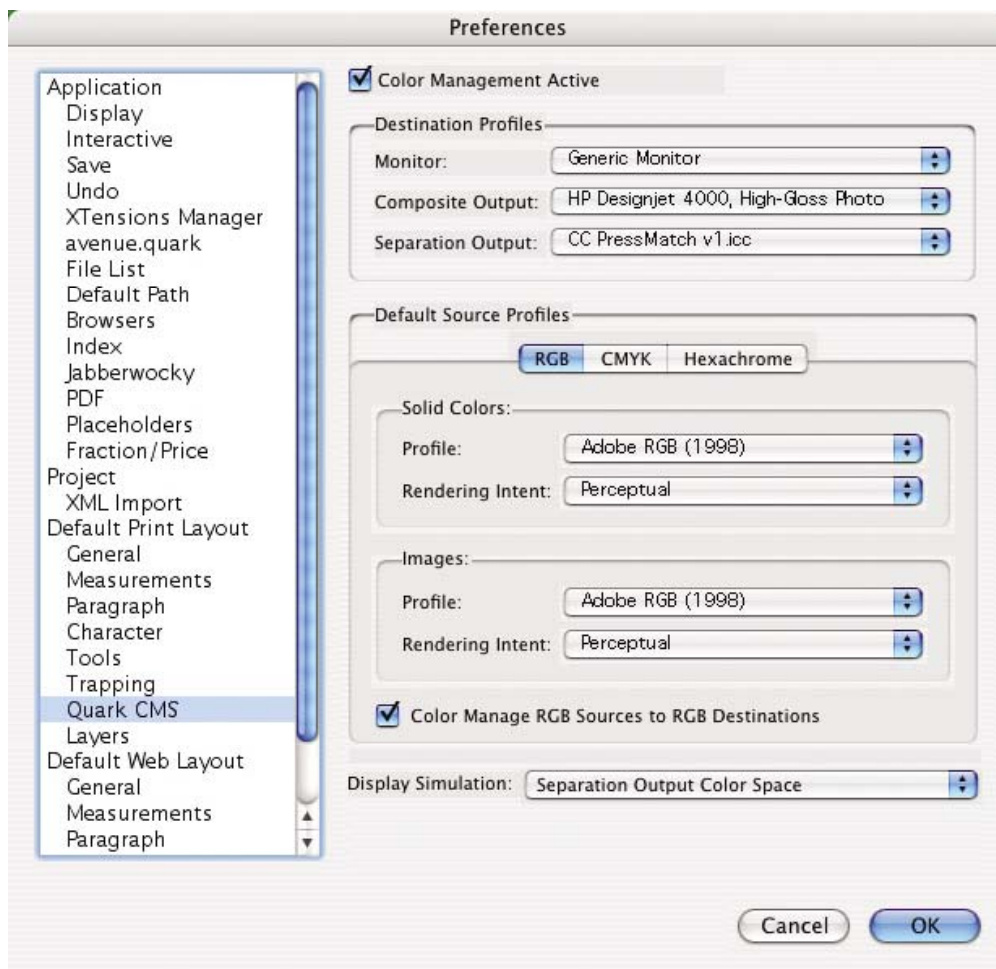 Preferences
Application
Display
Interactive
Save
Undo
XTensions Manager
avenue.quark
File List
Default Path
Browsers
Index
Jabberwocky
PDF
Placeholders
Fraction/Price
Project
XML Import
Default Print Layout
General
Measurements
Paragraph
Character
Tools
Trapping
Quark CMS
Layers
Default Web Layout
General
Measurements
Paragraph
Color Management Active
Destination Profiles
Monitor: Generic Monitor
Composite Output: HP Designjet 4000, High-Gloss Photo
Separation Output: CC PressMatch v1.icc
Default Source Profiles
RGB CMYK Hexachrome
Solid Colors:
Profile: Adobe RGB (1998)
Rendering Intent: Perceptual
Images:
Profile: Adobe RGB (1998)
Rendering Intent: Perceptual
Color Manage RGB Sources to RGB Destinations
Display Simulation: Separation Output Color Space
Cancel OK